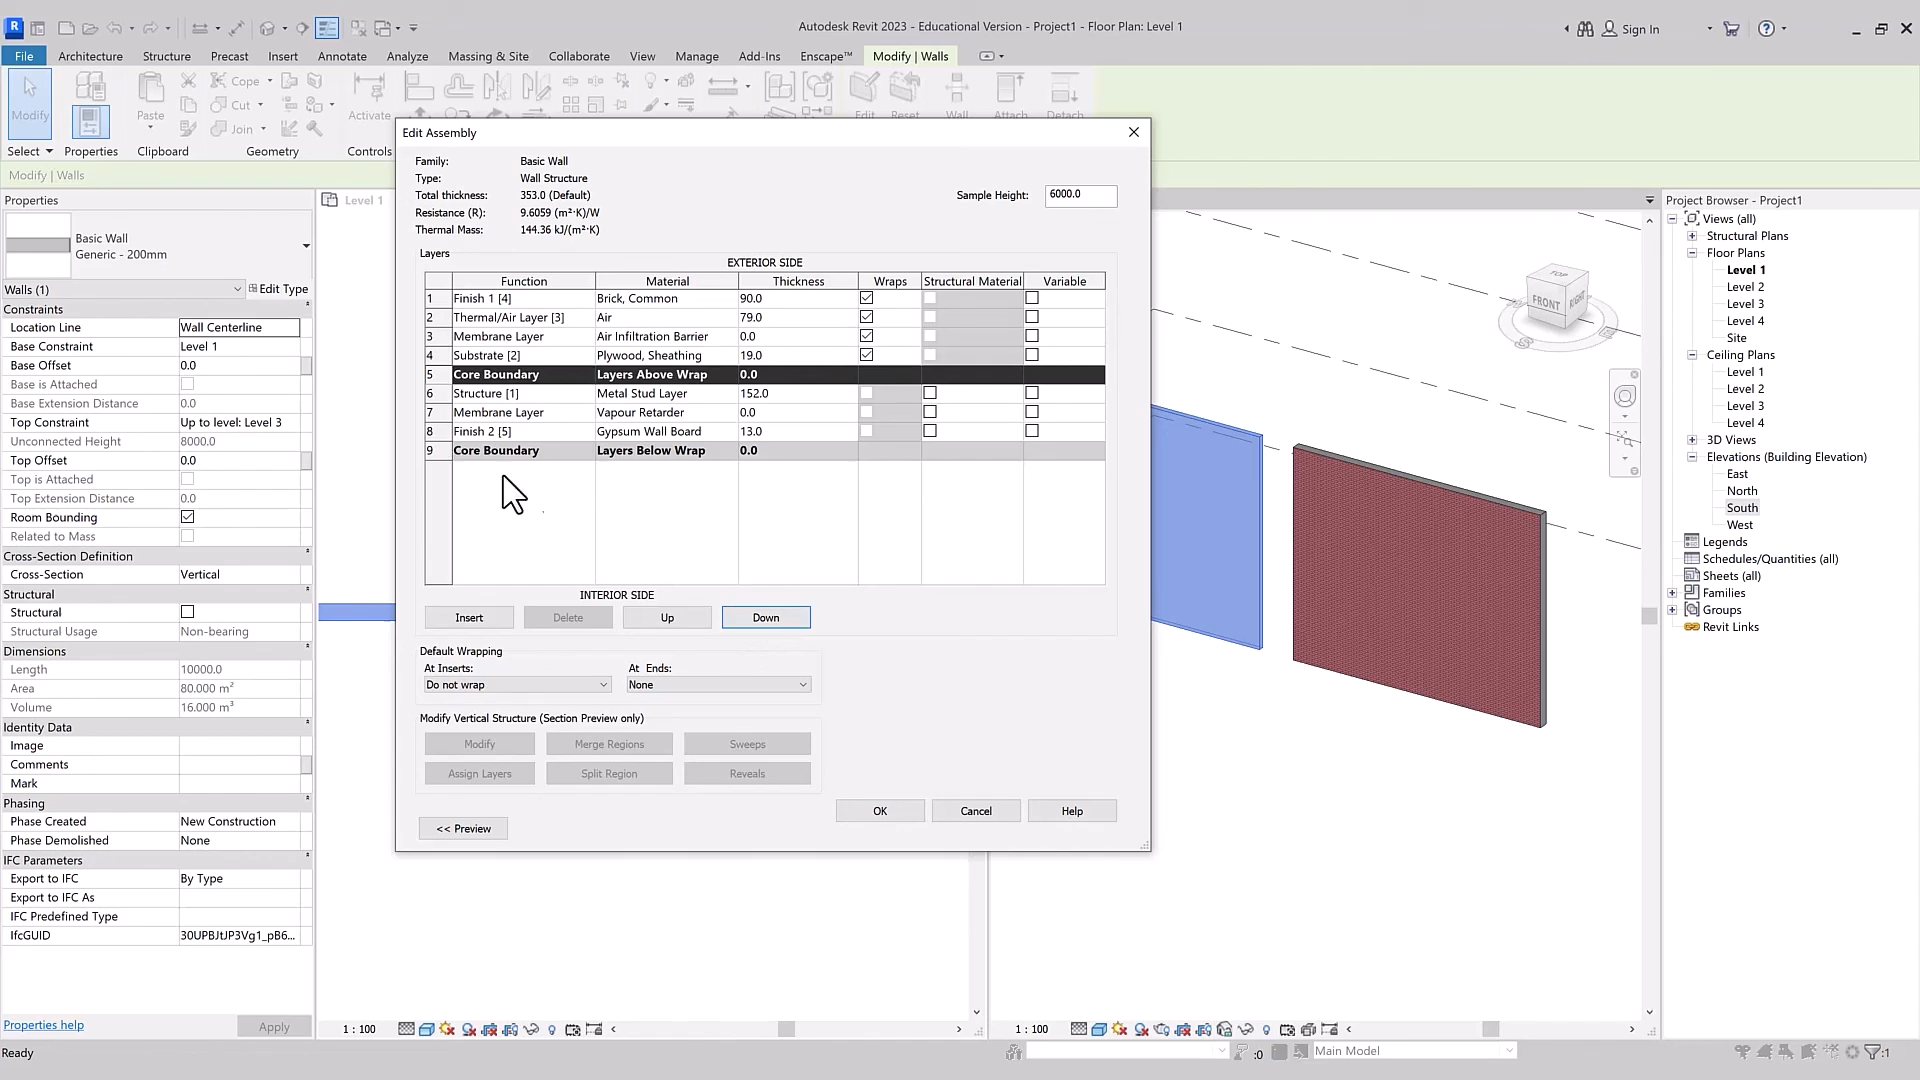 Autodesk Revit 2023 - Educational Version - Project1 - Floor Plan: Level 1
Sign In
File Architecture Structure Precast Insert Annotate Analyze Massing & Site Collaborate View Manage Add-Ins Enscape™ Modify | Walls
Modify Paste Cope Cut Join Activate Edit Reset Wall Attach Detach
Select Properties Clipboard Geometry Controls
Modify | Walls
Properties
Basic Wall
Generic - 200mm
Walls (1) Edit Type
Constraints
Location Line Wall Centerline
Base Constraint Level 1
Base Offset 0.0
Base is Attached
Base Extension Distance 0.0
Top Constraint Up to level: Level 3
Unconnected Height 8000.0
Top Offset 0.0
Top is Attached
Top Extension Distance 0.0
Room Bounding
Related to Mass
Cross-Section Definition
Cross-Section Vertical
Structural
Structural
Structural Usage Non-bearing
Dimensions
Length 10000.0
Area 80.000 m²
Volume 16.000 m³
Identity Data
Image
Comments
Mark
Phasing
Phase Created New Construction
Phase Demolished None
IFC Parameters
Export to IFC By Type
Export to IFC As
IFC Predefined Type
IfcGUID 30UPBJtJP3Vg1_pB6...
Properties help Apply
Ready
Level 1
Edit Assembly
Family: Basic Wall
Type: Wall Structure
Total thickness: 353.0 (Default)
Sample Height: 6000.0
Resistance (R): 9.6059 (m²·K)/W
Thermal Mass: 144.36 kJ/(m²·K)
Layers
EXTERIOR SIDE
Function Material Thickness Wraps Structural Material Variable
1 Finish 1 [4] Brick, Common 90.0
2 Thermal/Air Layer [3] Air 79.0
3 Membrane Layer Air Infiltration Barrier 0.0
4 Substrate [2] Plywood, Sheathing 19.0
5 Core Boundary Layers Above Wrap 0.0
6 Structure [1] Metal Stud Layer 152.0
7 Membrane Layer Vapour Retarder 0.0
8 Finish 2 [5] Gypsum Wall Board 13.0
9 Core Boundary Layers Below Wrap 0.0
INTERIOR SIDE
Insert Delete Up Down
Default Wrapping
At Inserts: At Ends:
Do not wrap None
Modify Vertical Structure (Section Preview only)
Modify Merge Regions Sweeps
Assign Layers Split Region Reveals
OK Cancel Help
<< Preview
TOP
FRONT
RIGHT
S
Project Browser - Project1
Views (all)
Structural Plans
Floor Plans
Level 1
Level 2
Level 3
Level 4
Site
Ceiling Plans
Level 1
Level 2
Level 3
Level 4
3D Views
Elevations (Building Elevation)
East
North
South
West
Legends
Schedules/Quantities (all)
Sheets (all)
Families
Groups
Revit Links
1 : 100
1 : 100
:0
Main Model
:1